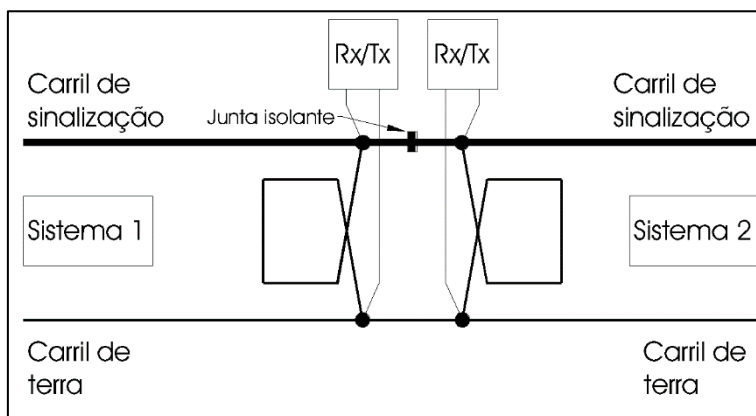 Rx/Tx
Rx/Tx
Carril de
sinalização
Junta isolante
Carril de
sinalização
Sistema 1
Sistema 2
Carril de
terra
Carril de
terra